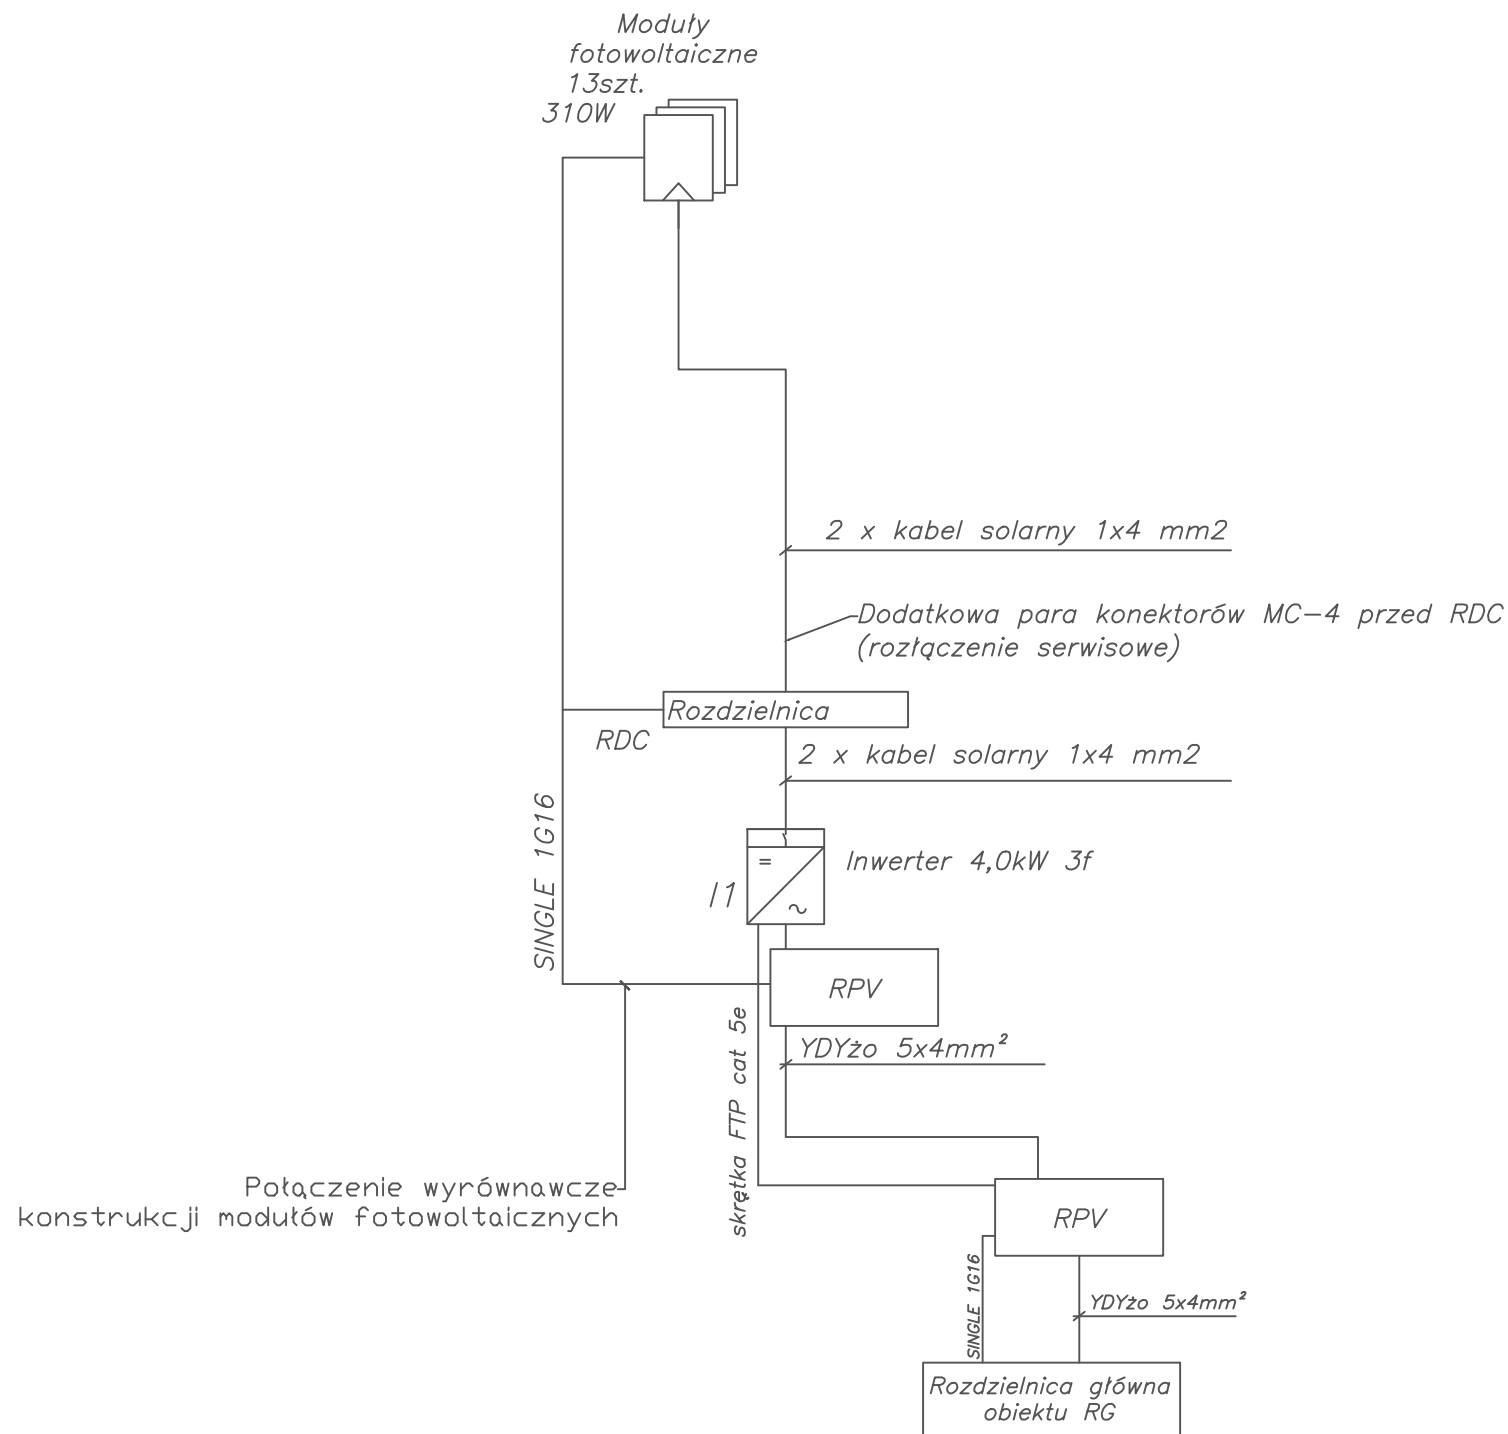 Moduły
fotowoltaiczne
13szt.
310W
2 x kabel solarny 1x4 mm2
Dodatkowa para konektorów MC-4 przed RDC
(rozłączenie serwisowe)
Rozdzielnica
RDC
2 x kabel solarny 1x4 mm2
SINGLE 1G16
Inwerter 4,0kW 3f
=
I1
~
RPV
skrętka FTP cat 5e
YDYżo 5x4mm²
Połączenie wyrównawcze
konstrukcji modułów fotowoltaicznych
RPV
SINGLE 1G16
YDYżo 5x4mm²
Rozdzielnica główna
obiektu RG